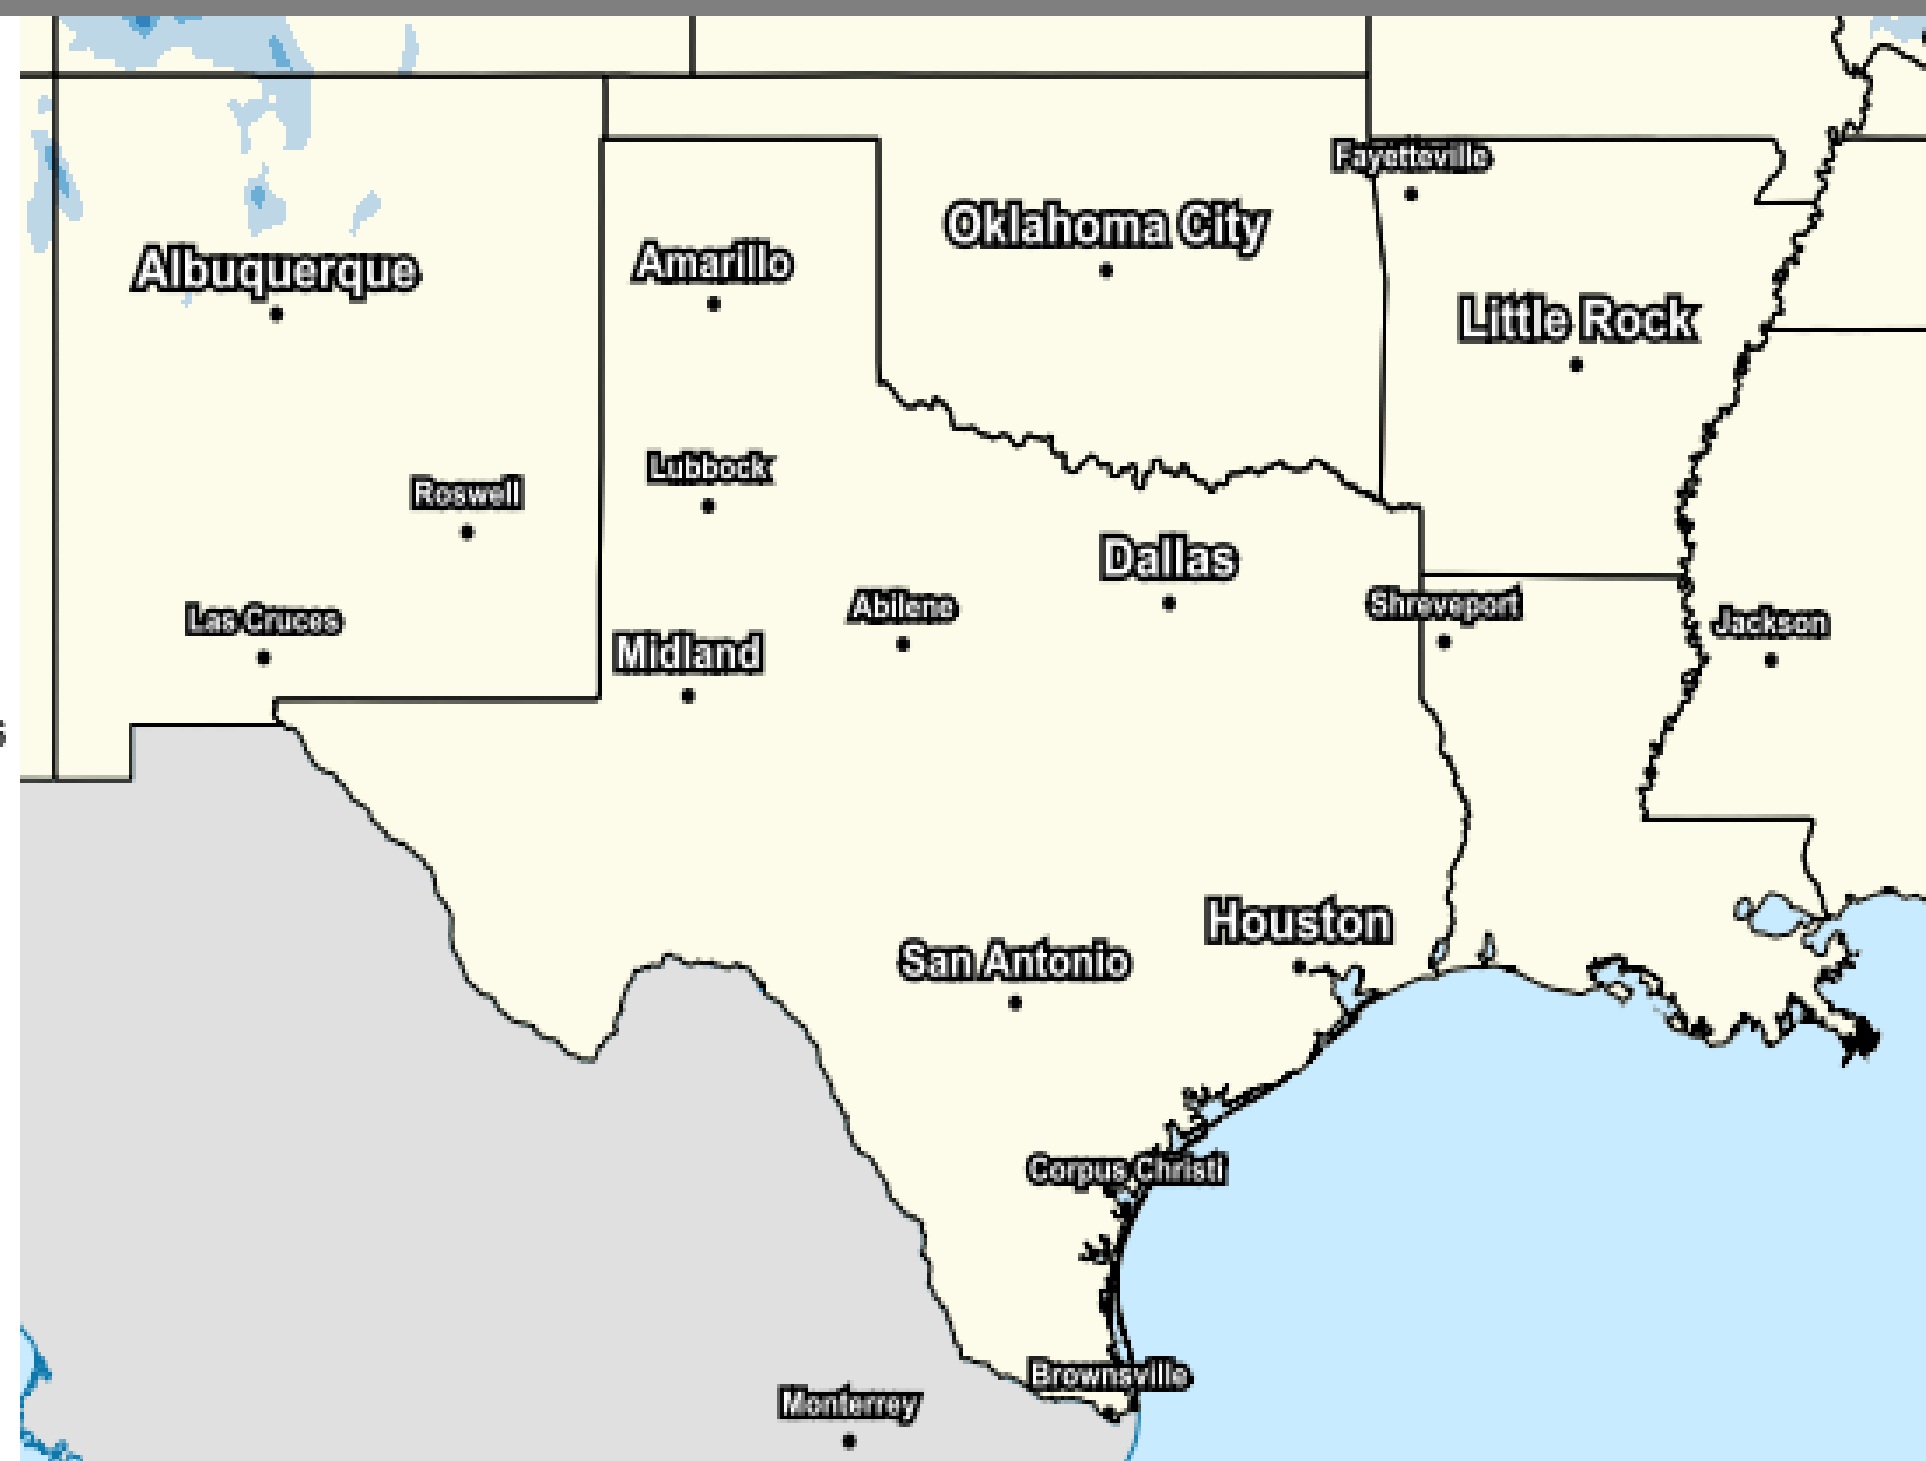 Fayetteville
Oklahoma City
Albuquerque
Amarillo
Little Rock
Lubbock
Roswell
Dallas
Abilene
Shreveport
Las Cruces
Jackson
Midland
Houston
San Antonio
Corpus Christi
Brownsville
Monterrey